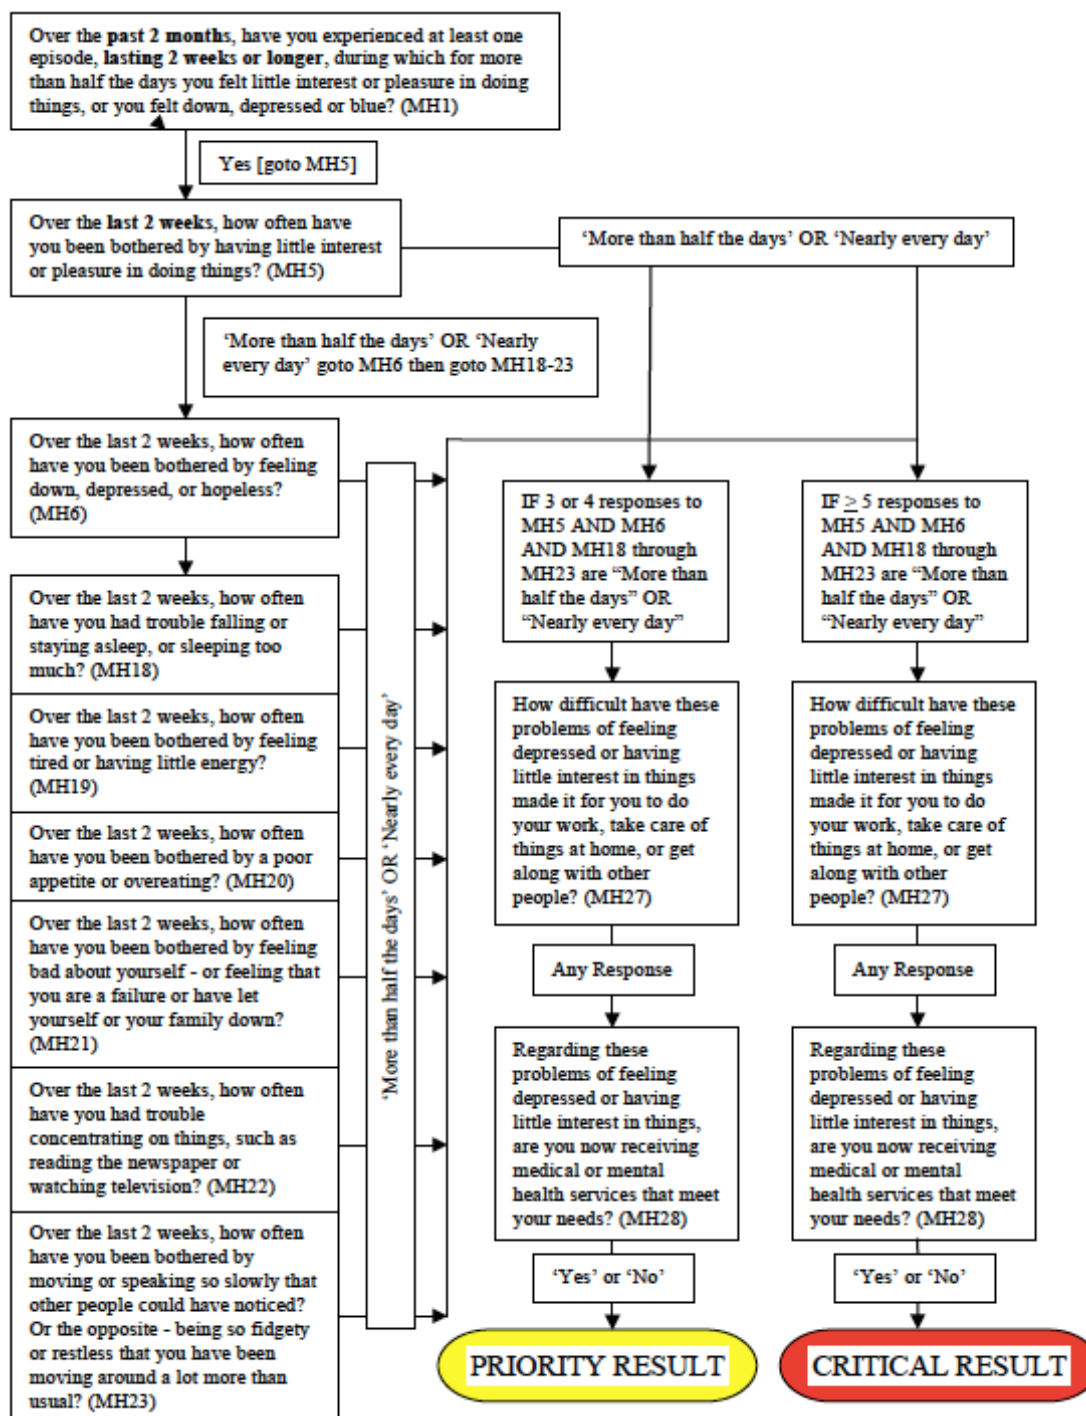 Over the past 2 months, have you experienced at least one
episode, lasting 2 weeks or longer, during which for more
than half the days you felt little interest or pleasure in doing
things, or you felt down, depressed or blue? (MH1)
Yes [goto MH5]
Over the last 2 weeks, how often have
you been bothered by having little interest
or pleasure in doing things? (MH5)
‘More than half the days’ OR ‘Nearly every day’
‘More than half the days’ OR ‘Nearly
every day’ goto MH6 then goto MH18-23
Over the last 2 weeks, how often
have you been bothered by feeling
down, depressed, or hopeless?
(MH6)
Over the last 2 weeks, how often
have you had trouble falling or
staying asleep, or sleeping too
much? (MH18)
Over the last 2 weeks, how often
have you been bothered by feeling
tired or having little energy?
(MH19)
Over the last 2 weeks, how often
have you been bothered by a poor
appetite or overeating? (MH20)
Over the last 2 weeks, how often
have you been bothered by feeling
bad about yourself - or feeling that
you are a failure or have let
yourself or your family down?
(MH21)
Over the last 2 weeks, how often
have you had trouble
concentrating on things, such as
reading the newspaper or
watching television? (MH22)
Over the last 2 weeks, how often
have you been bothered by
moving or speaking so slowly that
other people could have noticed?
Or the opposite - being so fidgety
or restless that you have been
moving around a lot more than
usual? (MH23)
‘More than half the days’ OR ‘Nearly every day’
IF 3 or 4 responses to
MH5 AND MH6
AND MH18 through
MH23 are “More than
half the days” OR
“Nearly every day”
How difficult have these
problems of feeling
depressed or having
little interest in things
made it for you to do
your work, take care of
things at home, or get
along with other
people? (MH27)
Any Response
Regarding these
problems of feeling
depressed or having
little interest in things,
are you now receiving
medical or mental
health services that meet
your needs? (MH28)
‘Yes’ or ‘No’
PRIORITY RESULT
IF ≥ 5 responses to
MH5 AND MH6
AND MH18 through
MH23 are “More than
half the days” OR
“Nearly every day”
How difficult have these
problems of feeling
depressed or having
little interest in things
made it for you to do
your work, take care of
things at home, or get
along with other
people? (MH27)
Any Response
Regarding these
problems of feeling
depressed or having
little interest in things,
are you now receiving
medical or mental
health services that meet
your needs? (MH28)
‘Yes’ or ‘No’
CRITICAL RESULT